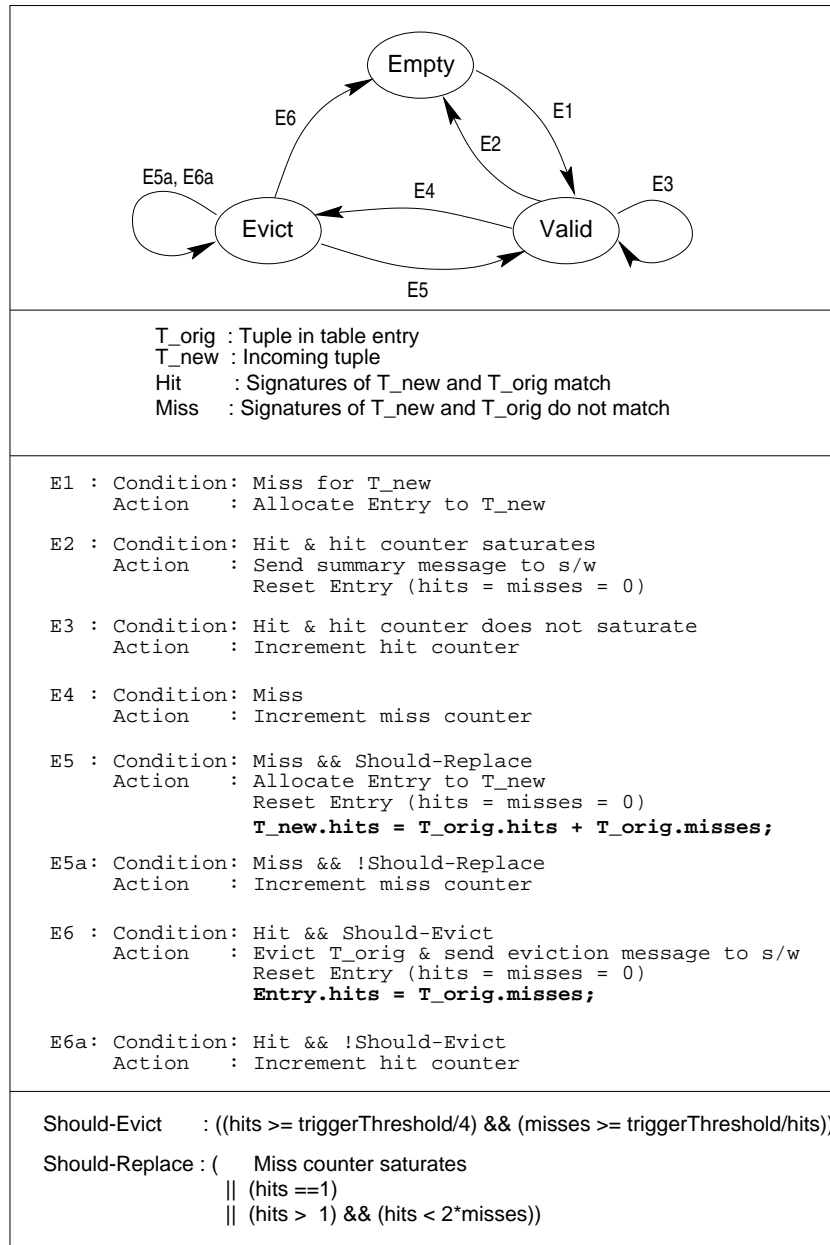 Empty
E6
E1
E2
E5a, E6a
E4
E3
Evict
Valid
E5
T_orig : Tuple in table entry
T_new : Incoming tuple
Hit : Signatures of T_new and T_orig match
Miss : Signatures of T_new and T_orig do not match
E1 : Condition: Miss for T_new
Action : Allocate Entry to T_new
E2 : Condition: Hit & hit counter saturates
Action : Send summary message to s/w
Reset Entry (hits = misses = 0)
E3 : Condition: Hit & hit counter does not saturate
Action : Increment hit counter
E4 : Condition: Miss
Action : Increment miss counter
E5 : Condition: Miss && Should-Replace
Action : Allocate Entry to T_new
Reset Entry (hits = misses = 0)
T_new.hits = T_orig.hits + T_orig.misses;
E5a: Condition: Miss && !Should-Replace
Action : Increment miss counter
E6 : Condition: Hit && Should-Evict
Action : Evict T_orig & send eviction message to s/w
Reset Entry (hits = misses = 0)
Entry.hits = T_orig.misses;
E6a: Condition: Hit && !Should-Evict
Action : Increment hit counter
Should-Evict : ((hits >= triggerThreshold/4) && (misses >= triggerThreshold/hits))
Should-Replace : ( Miss counter saturates
|| (hits ==1)
|| (hits > 1) && (hits < 2*misses))